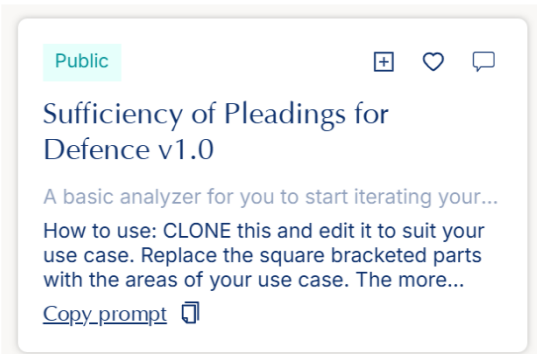 Public
Sufficiency of Pleadings for
Defence v1.0
A basic analyzer for you to start iterating your...
How to use: CLONE this and edit it to suit your
use case. Replace the square bracketed parts
with the areas of your use case. The more...
Copy prompt